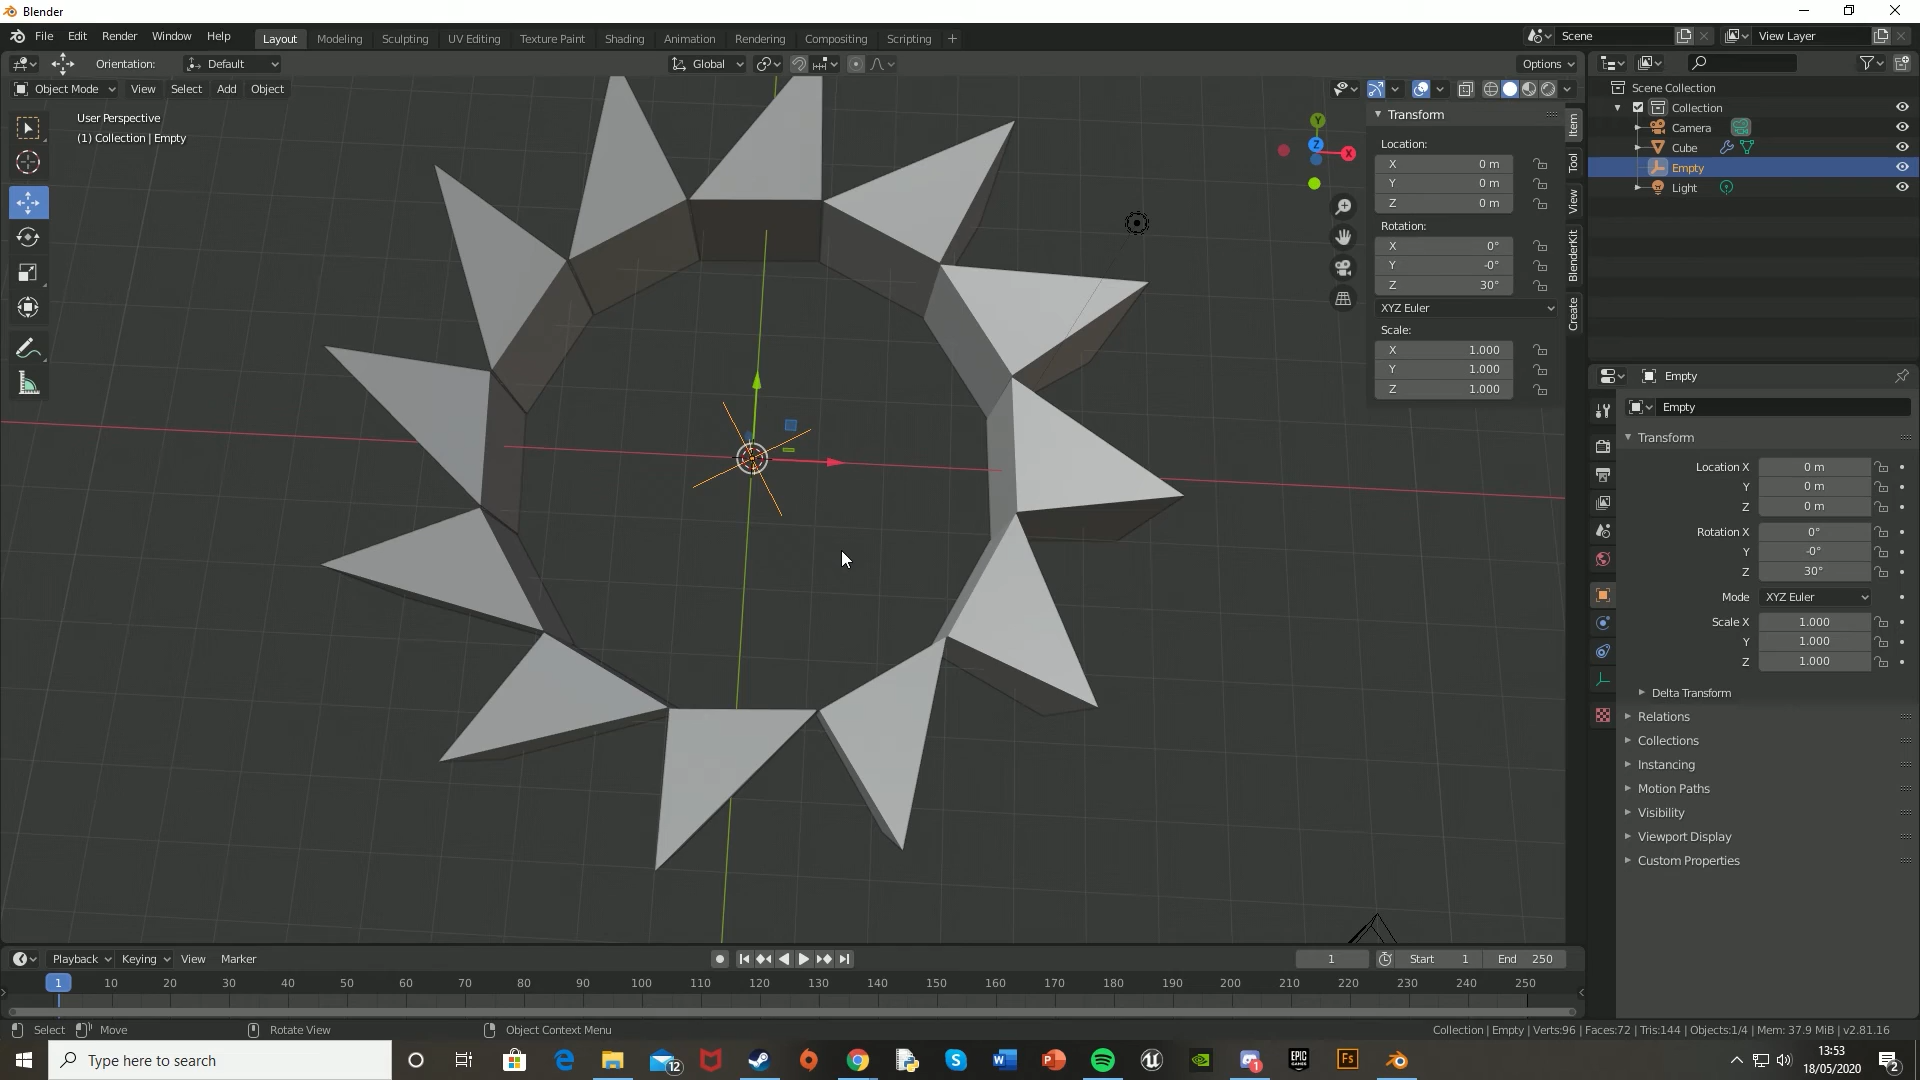 Blender
File Edit Render Window Help
Layout Modeling Sculpting UV Editing Texture Paint Shading Animation Rendering Compositing Scripting +
Scene
View Layer
Orientation: Default
Global
Options
Object Mode View Select Add Object
User Perspective
(1) Collection | Empty
Y
Z
X
Transform
Location:
X 0 m
Y 0 m
Z 0 m
Rotation:
X 0°
Y -0°
Z 30°
XYZ Euler
Scale:
X 1.000
Y 1.000
Z 1.000
Item
Tool
View
BlenderKit
Create
Scene Collection
Collection
Camera
Cube
Empty
Light
Empty
Empty
Transform
Location X 0 m
Y 0 m
Z 0 m
Rotation X 0°
Y -0°
Z 30°
Mode XYZ Euler
Scale X 1.000
Y 1.000
Z 1.000
Delta Transform
Relations
Collections
Instancing
Motion Paths
Visibility
Viewport Display
Custom Properties
Playback Keying View Marker
1 Start 1 End 250
1 10 20 30 40 50 60 70 80 90 100 110 120 130 140 150 160 170 180 190 200 210 220 230 240 250
Select Move Rotate View Object Context Menu
Collection | Empty | Verts:96 | Faces:72 | Tris:144 | Objects:1/4 | Mem: 37.9 MiB | v2.81.16
Type here to search
12
EPIC GAMES
Fs
1
13:53
18/05/2020
2